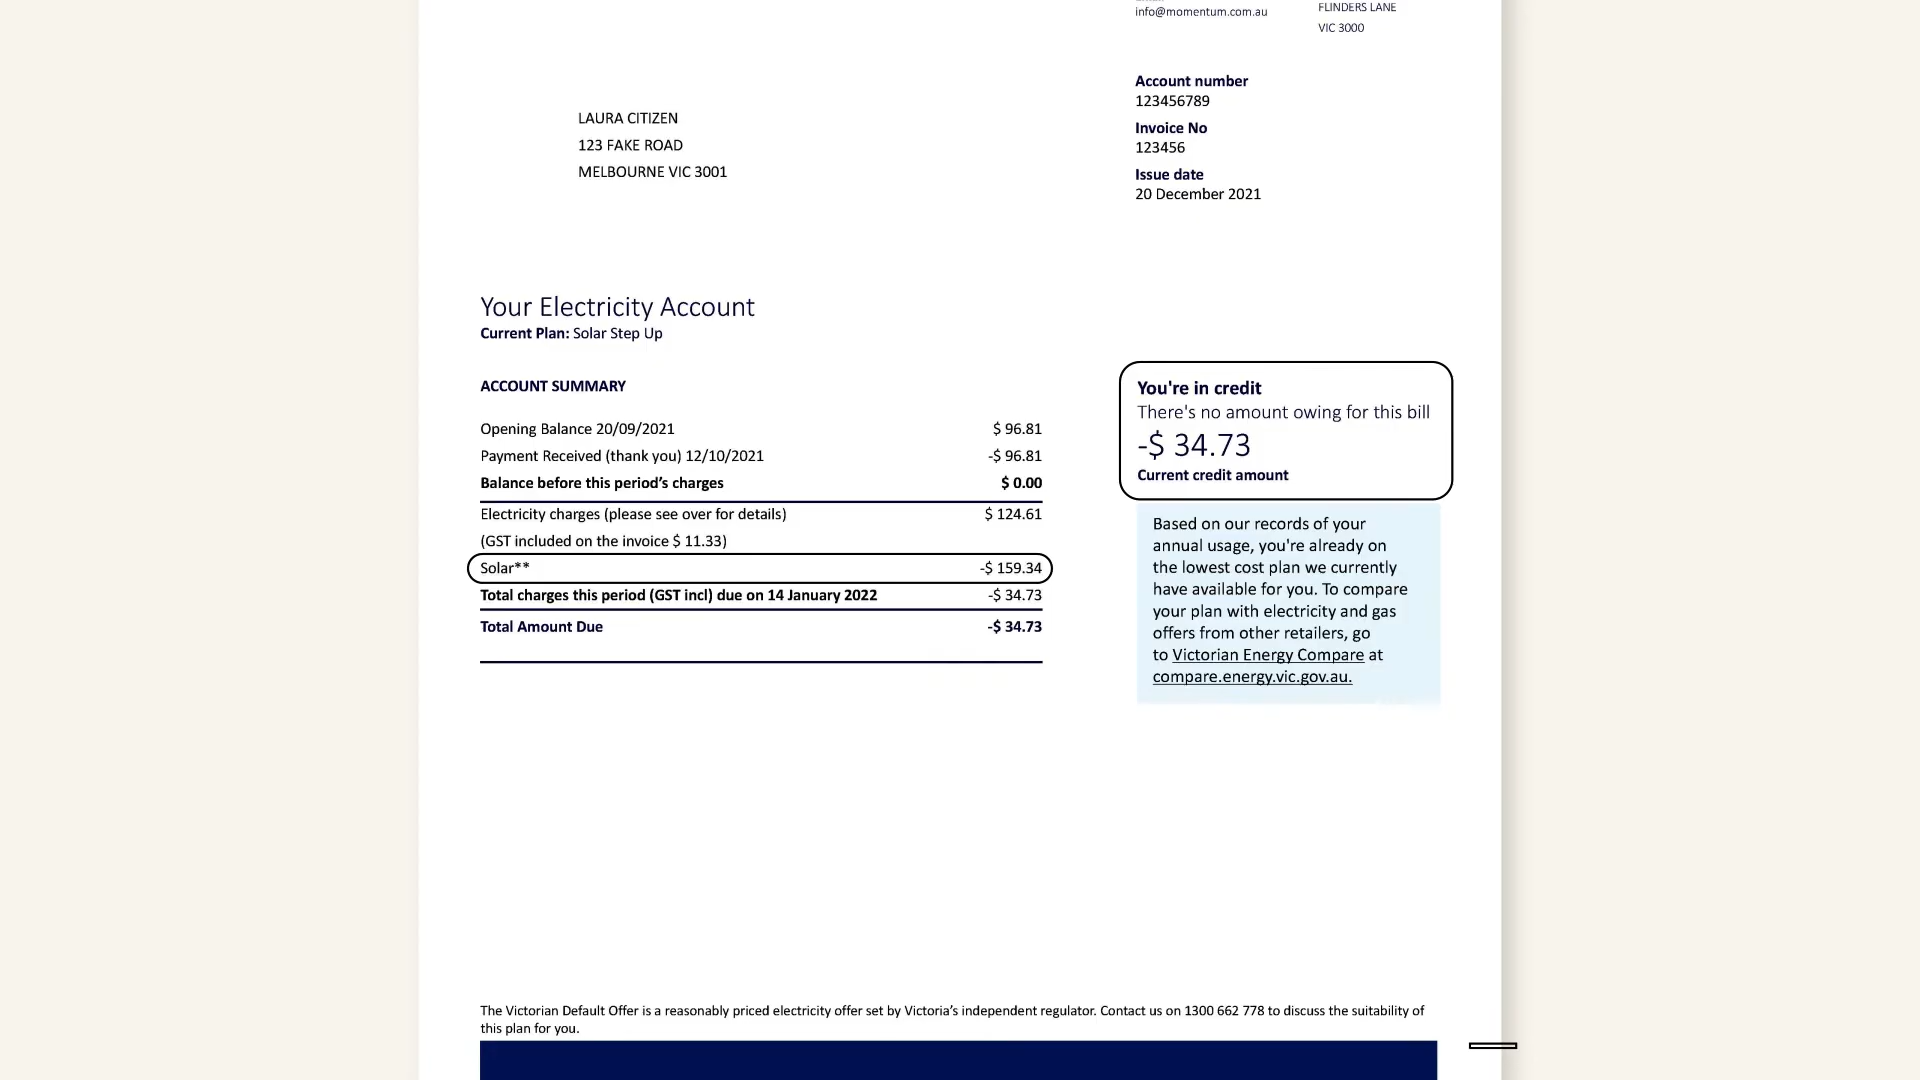 info@momentum.com.au
FLINDERS LANE
VIC 3000
LAURA CITIZEN
123 FAKE ROAD
MELBOURNE VIC 3001
Account number
123456789
Invoice No
123456
Issue date
20 December 2021
Your Electricity Account
Current Plan: Solar Step Up
ACCOUNT SUMMARY
Opening Balance 20/09/2021 $ 96.81
Payment Received (thank you) 12/10/2021 -$ 96.81
Balance before this period’s charges $ 0.00
Electricity charges (please see over for details) $ 124.61
(GST included on the invoice $ 11.33)
Solar** -$ 159.34
Total charges this period (GST incl) due on 14 January 2022 -$ 34.73
Total Amount Due -$ 34.73
You're in credit
There's no amount owing for this bill
-$ 34.73
Current credit amount
Based on our records of your
annual usage, you're already on
the lowest cost plan we currently
have available for you. To compare
your plan with electricity and gas
offers from other retailers, go
to Victorian Energy Compare at
compare.energy.vic.gov.au.
The Victorian Default Offer is a reasonably priced electricity offer set by Victoria’s independent regulator. Contact us on 1300 662 778 to discuss the suitability of
this plan for you.